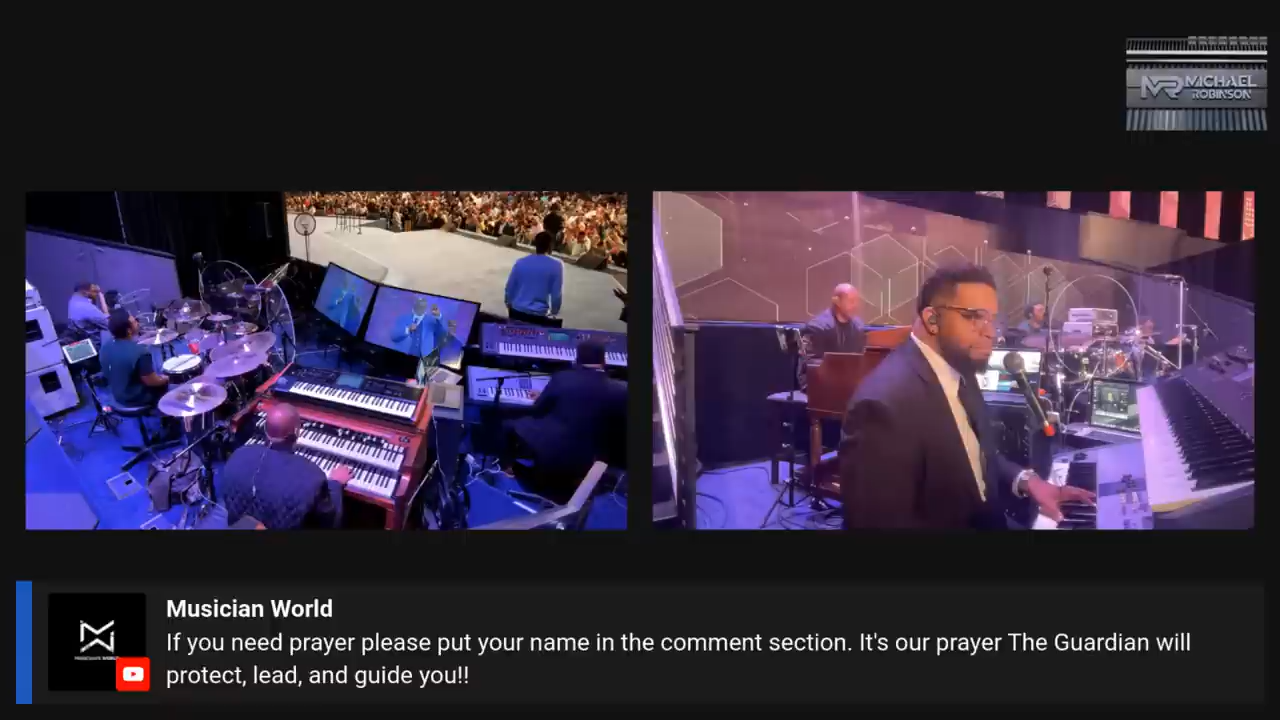 MR MICHAEL
ROBINSON
Musician World
If you need prayer please put your name in the comment section. It's our prayer The Guardian will
protect, lead, and guide you!!